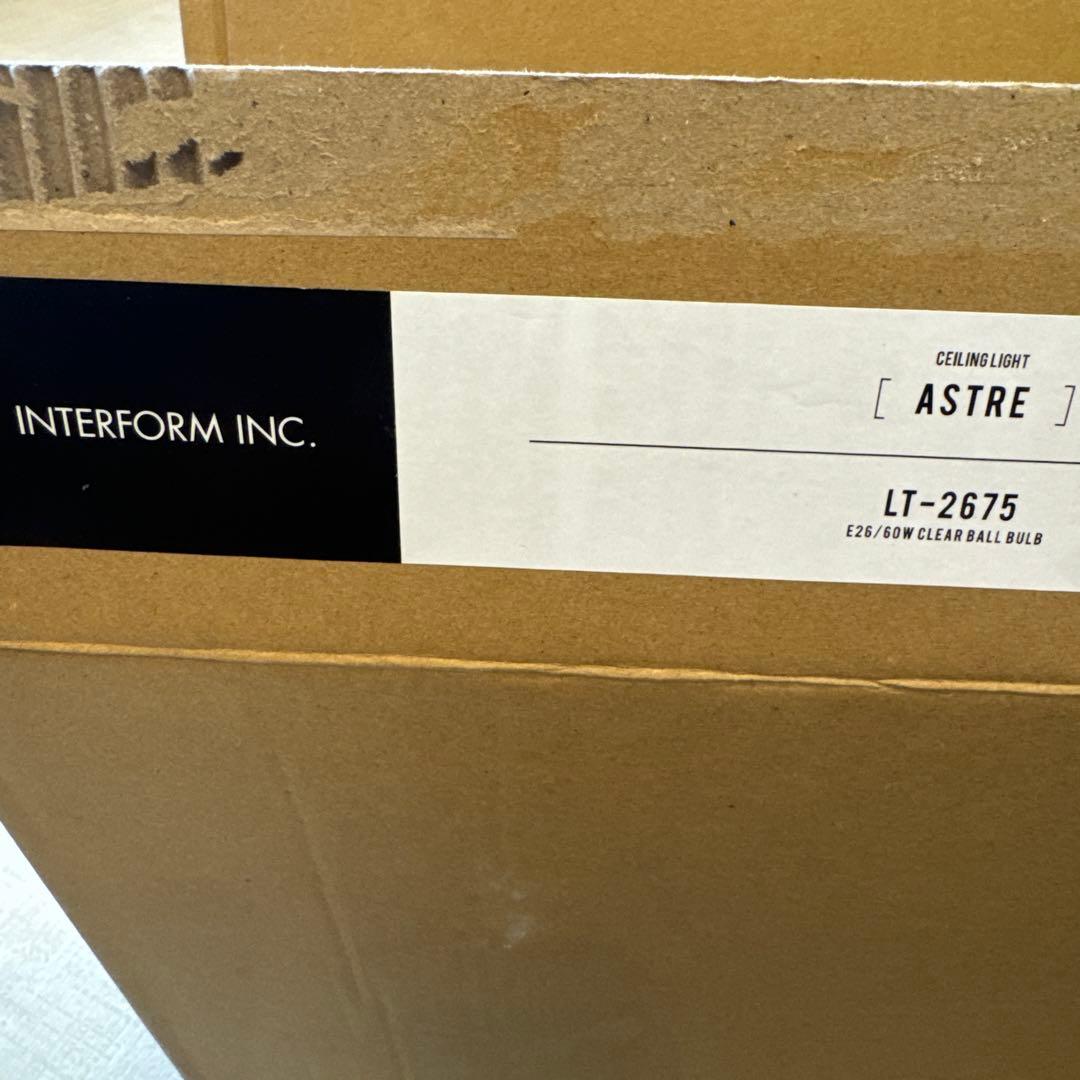 INTERFORM INC.
CEILING LIGHT
[ ASTRE ]
LT-2675
E26/60W CLEAR BALL BULB